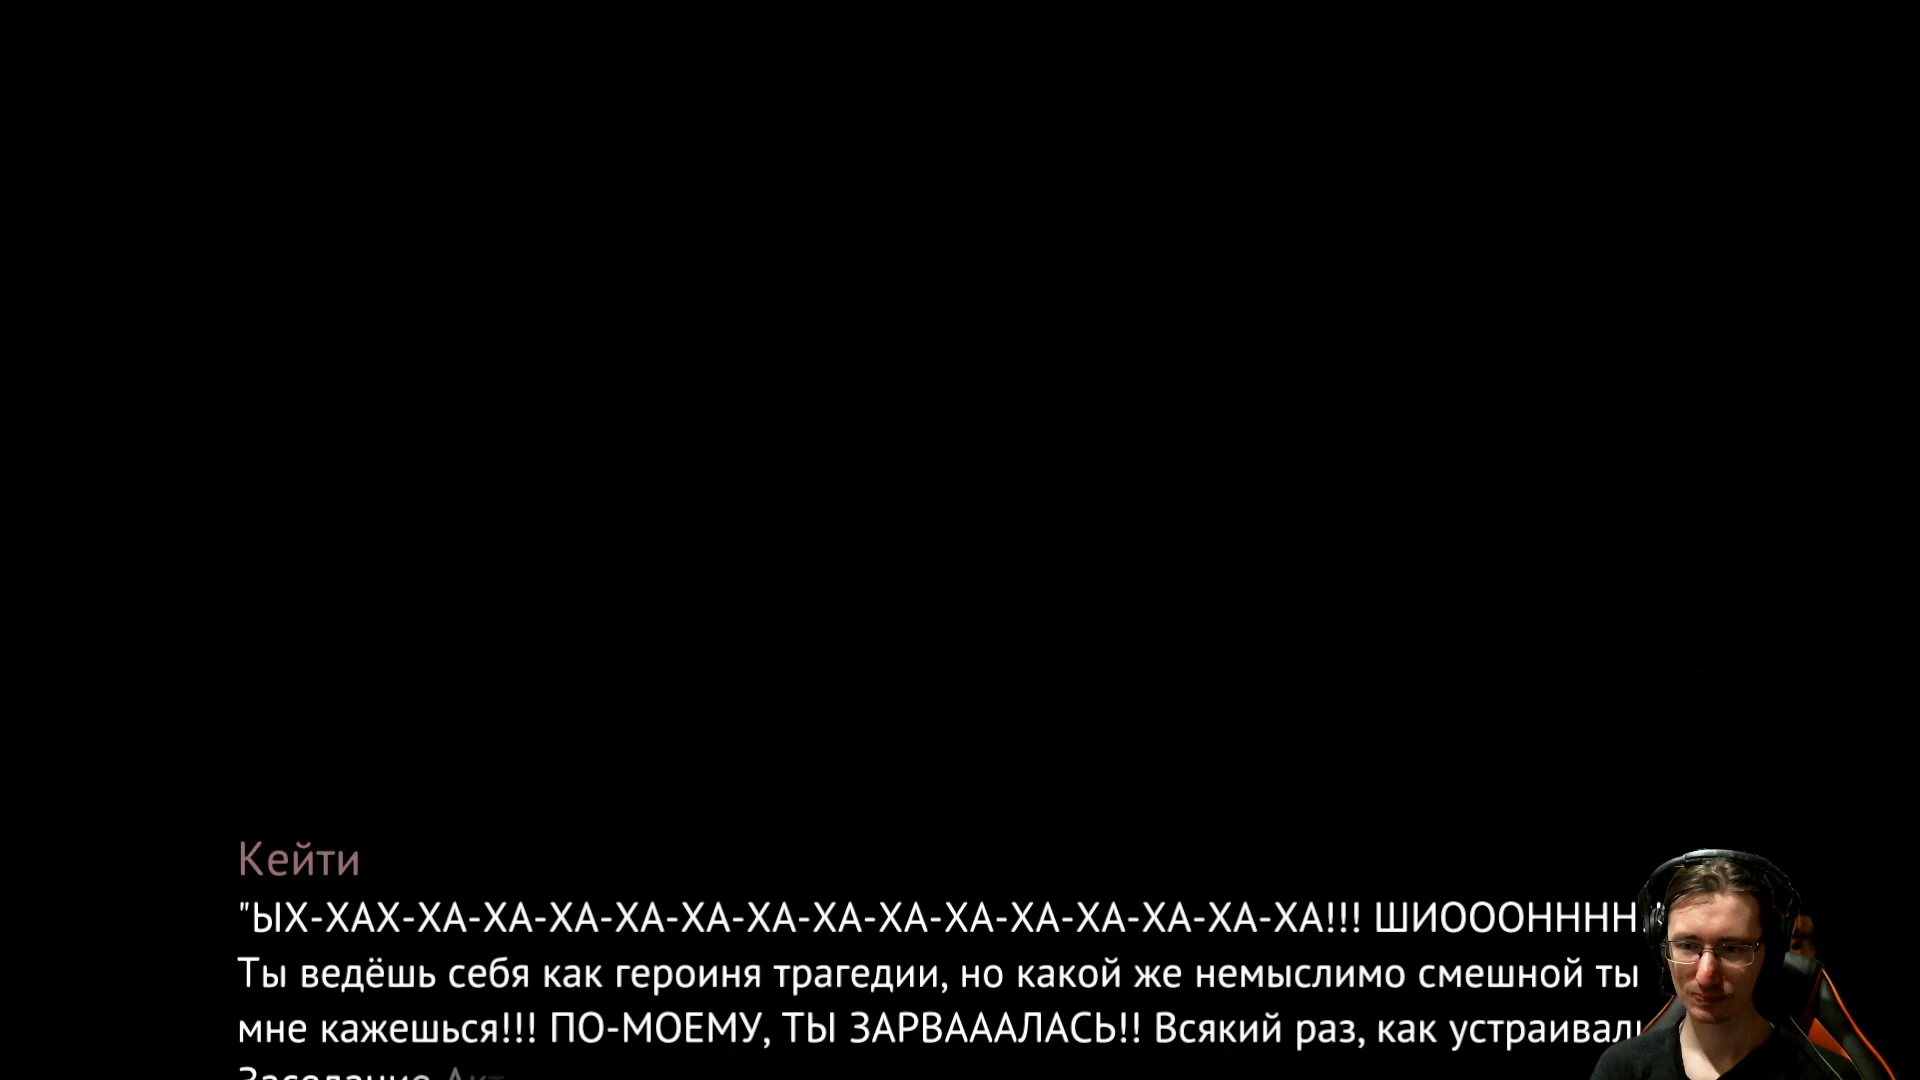 Кейти
"ЫХ-ХАХ-ХА-ХА-ХА-ХА-ХА-ХА-ХА-ХА-ХА-ХА-ХА-ХА-ХА-ХА!!! ШИОООНННН
Ты ведёшь себя как героиня трагедии, но какой же немыслимо смешной ты
мне кажешься!!! ПО-МОЕМУ, ТЫ ЗАРВАААЛАСЬ!! Всякий раз, как устраивал
Заседание Акт